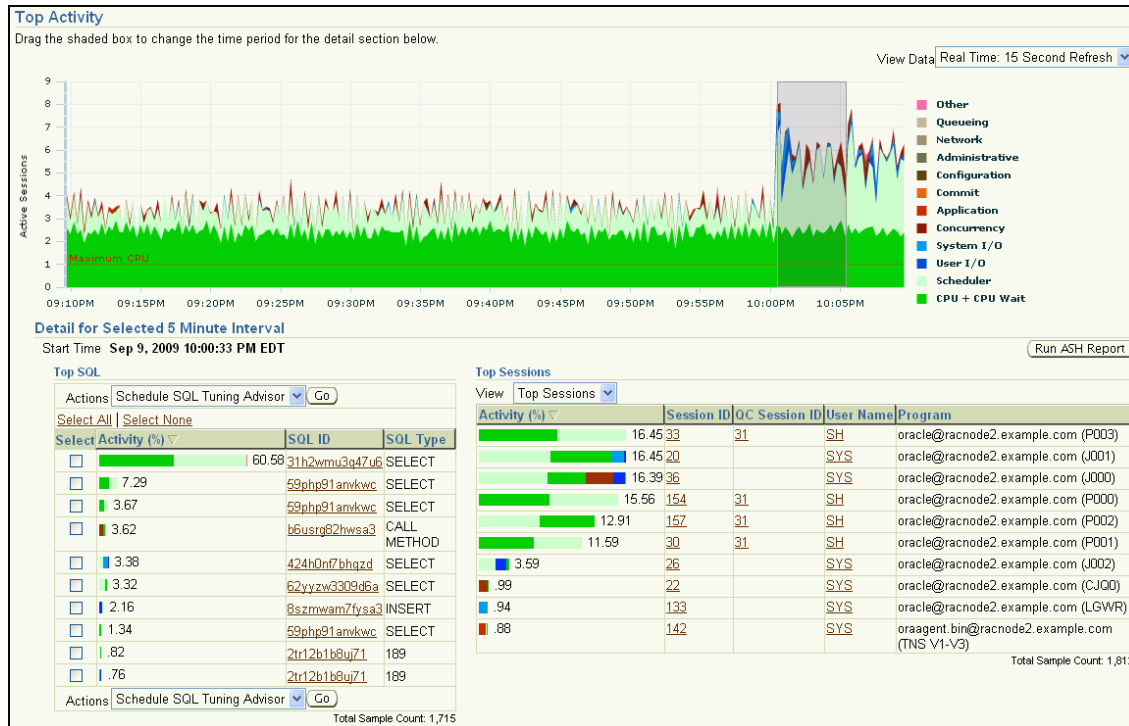 Top Activity
Drag the shaded box to change the time period for the detail section below.
View Data Real Time: 15 Second Refresh
9
8
7
6
5
4
3
2
1
0
Active Sessions
Maximum CPU
09:10PM 09:15PM 09:20PM 09:25PM 09:30PM 09:35PM 09:40PM 09:45PM 09:50PM 09:55PM 10:00PM 10:05PM
Other
Queueing
Network
Administrative
Configuration
Commit
Application
Concurrency
System I/O
User I/O
Scheduler
CPU + CPU Wait
Detail for Selected 5 Minute Interval
Start Time Sep 9, 2009 10:00:33 PM EDT
Run ASH Report
Top SQL
Actions Schedule SQL Tuning Advisor Go
Select All | Select None
Select Activity (%) SQL ID SQL Type
60.58 31h2wmu3q47u6 SELECT
7.29 59php91anvkwc SELECT
3.67 59php91anvkwc SELECT
3.62 b6usrg82hwsa3 CALL METHOD
3.38 424h0nf7bhqzd SELECT
3.32 62yyzw3309d6a SELECT
2.16 8szmwam7fysa3 INSERT
1.34 59php91anvkwc SELECT
.82 2tr12b1b8uj71 189
.76 2tr12b1b8uj71 189
Actions Schedule SQL Tuning Advisor Go
Total Sample Count: 1,715
Top Sessions
View Top Sessions
Activity (%) Session ID QC Session ID User Name Program
16.45 33 31 SH oracle@racnode2.example.com (P003)
16.45 20 SYS oracle@racnode2.example.com (J001)
16.39 36 SYS oracle@racnode2.example.com (J000)
15.56 154 31 SH oracle@racnode2.example.com (P000)
12.91 157 31 SH oracle@racnode2.example.com (P002)
11.59 30 31 SH oracle@racnode2.example.com (P001)
3.59 26 SYS oracle@racnode2.example.com (J002)
.99 22 SYS oracle@racnode2.example.com (CJQ0)
.94 133 SYS oracle@racnode2.example.com (LGWR)
.88 142 SYS oraagent.bin@racnode2.example.com
(TNS V1-V3)
Total Sample Count: